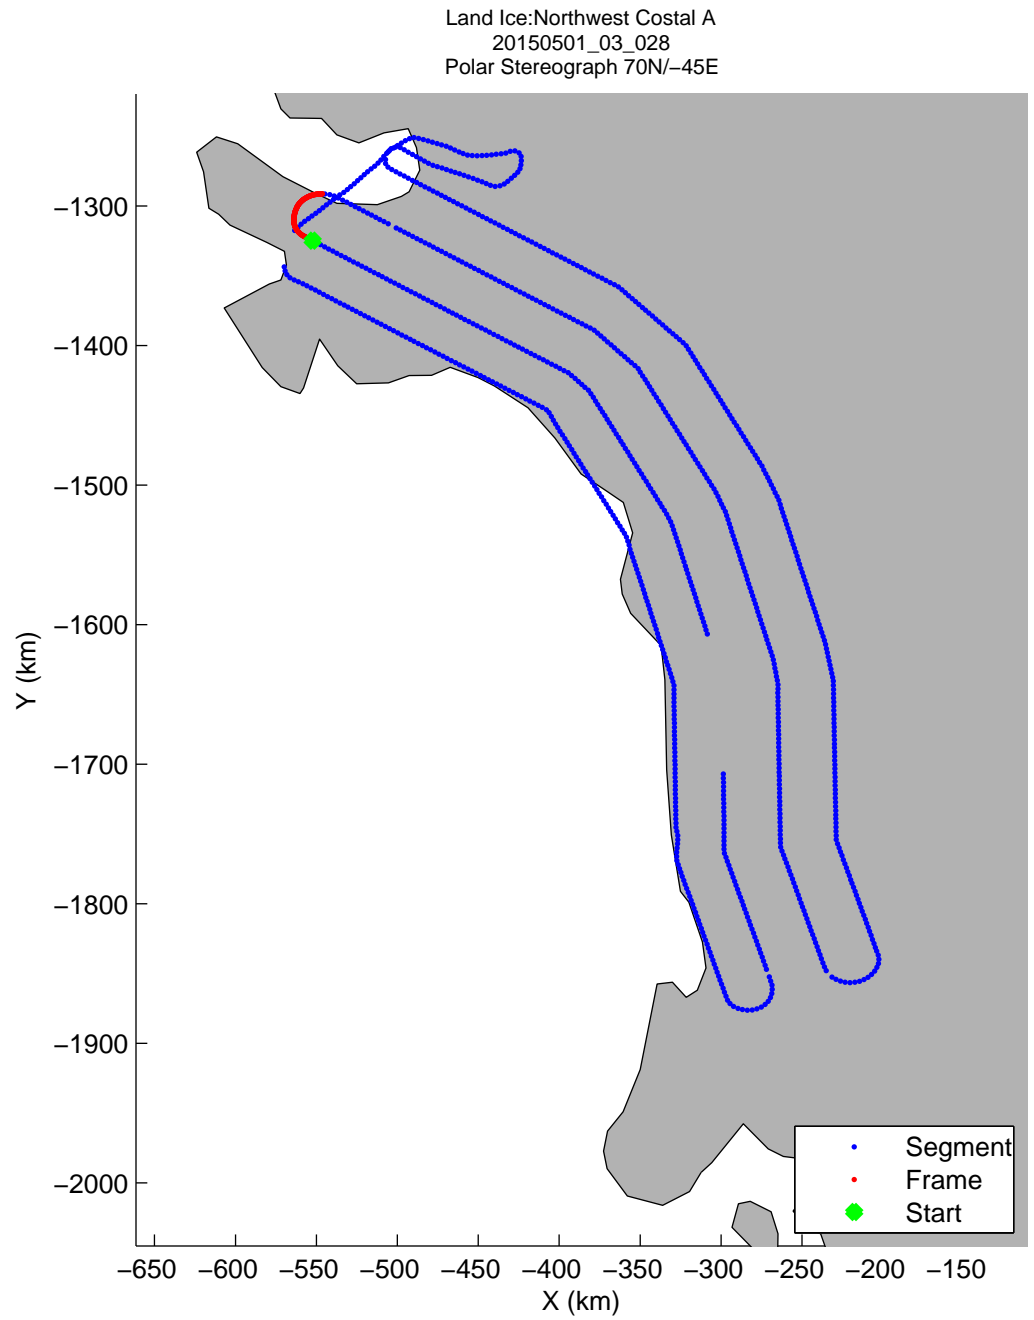 Land Ice:Northwest Costal A
20150501_03_028
Polar Stereograph 70N/−45E
−1300
−1400
−1500
−1600
−1700
−1800
−1900
−2000
Y (km)
Segment
Frame
Start
−650 −600 −550 −500 −450 −400 −350 −300 −250 −200 −150
X (km)